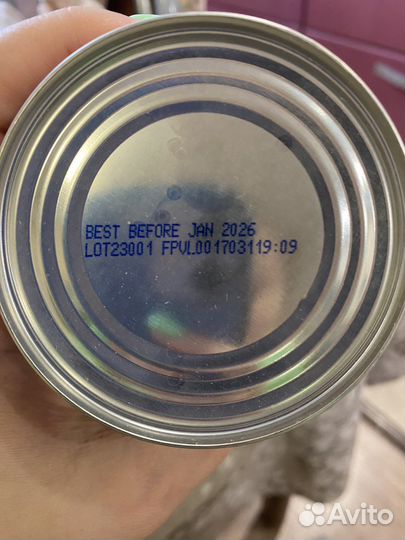 BEST BEFORE JAN 2026
LOT23001 FPVL001703119:09
Avito